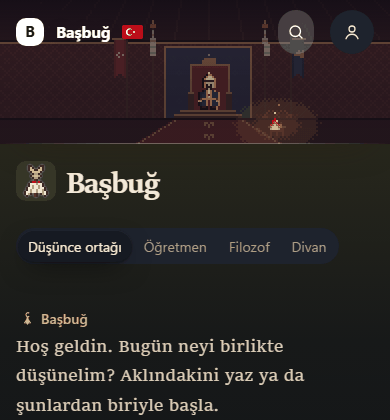 B Başbuğ
Başbuğ
Düşünce ortağı Öğretmen Filozof Divan
Başbuğ
Hoş geldin. Bugün neyi birlikte
düşünelim? Aklındakini yaz ya da
şunlardan biriyle başla.